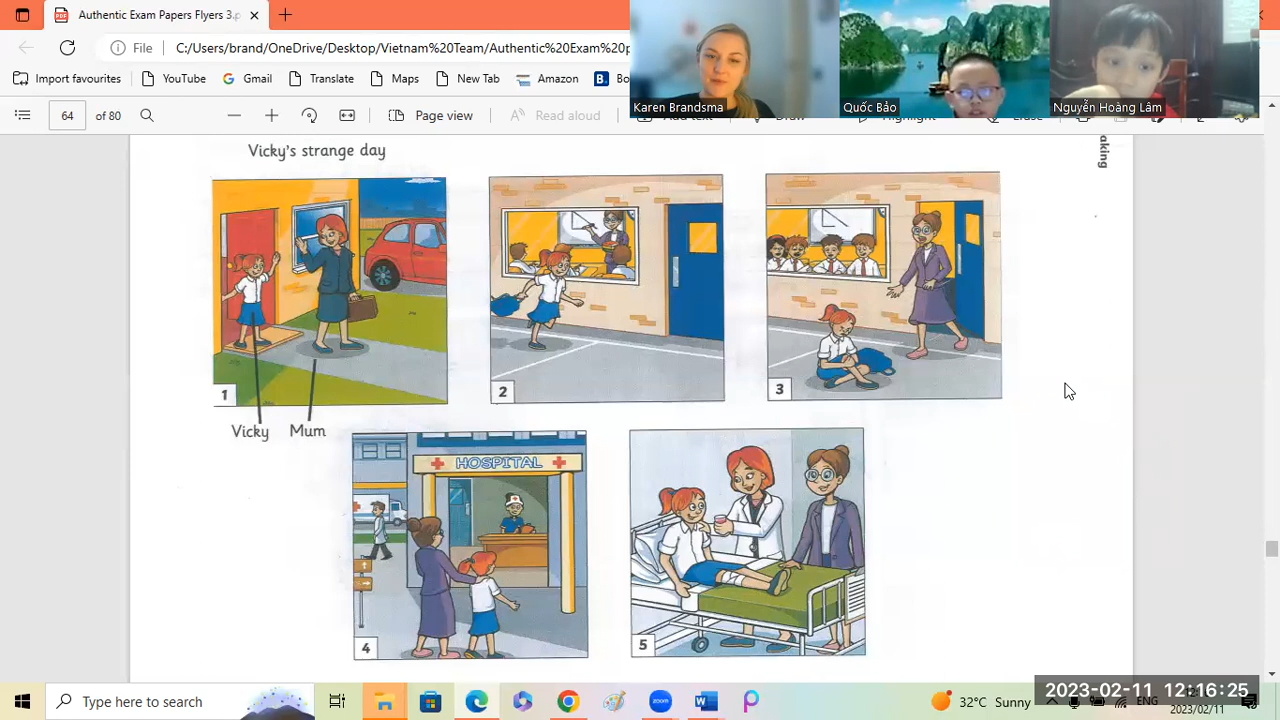 Authentic Exam Papers Flyers 3.p
File
C:/Users/brand/OneDrive/Desktop/Vietnam%20Team/Authentic%20Exam%20p
Import favourites
YouTube
Gmail
Translate
Maps
New Tab
Amazon
B.
Bo
64 of 80
Page view
Read aloud
Karen Brandsma
Quốc Bảo
Nguyễn Hoàng Lâm
aking
Vicky's strange day
1
2
3
Vicky Mum
HOSPITAL
4
5
Type here to search
zoom
32°C Sunny
ENG
2023-02-11 12:16:25
2023/02/11